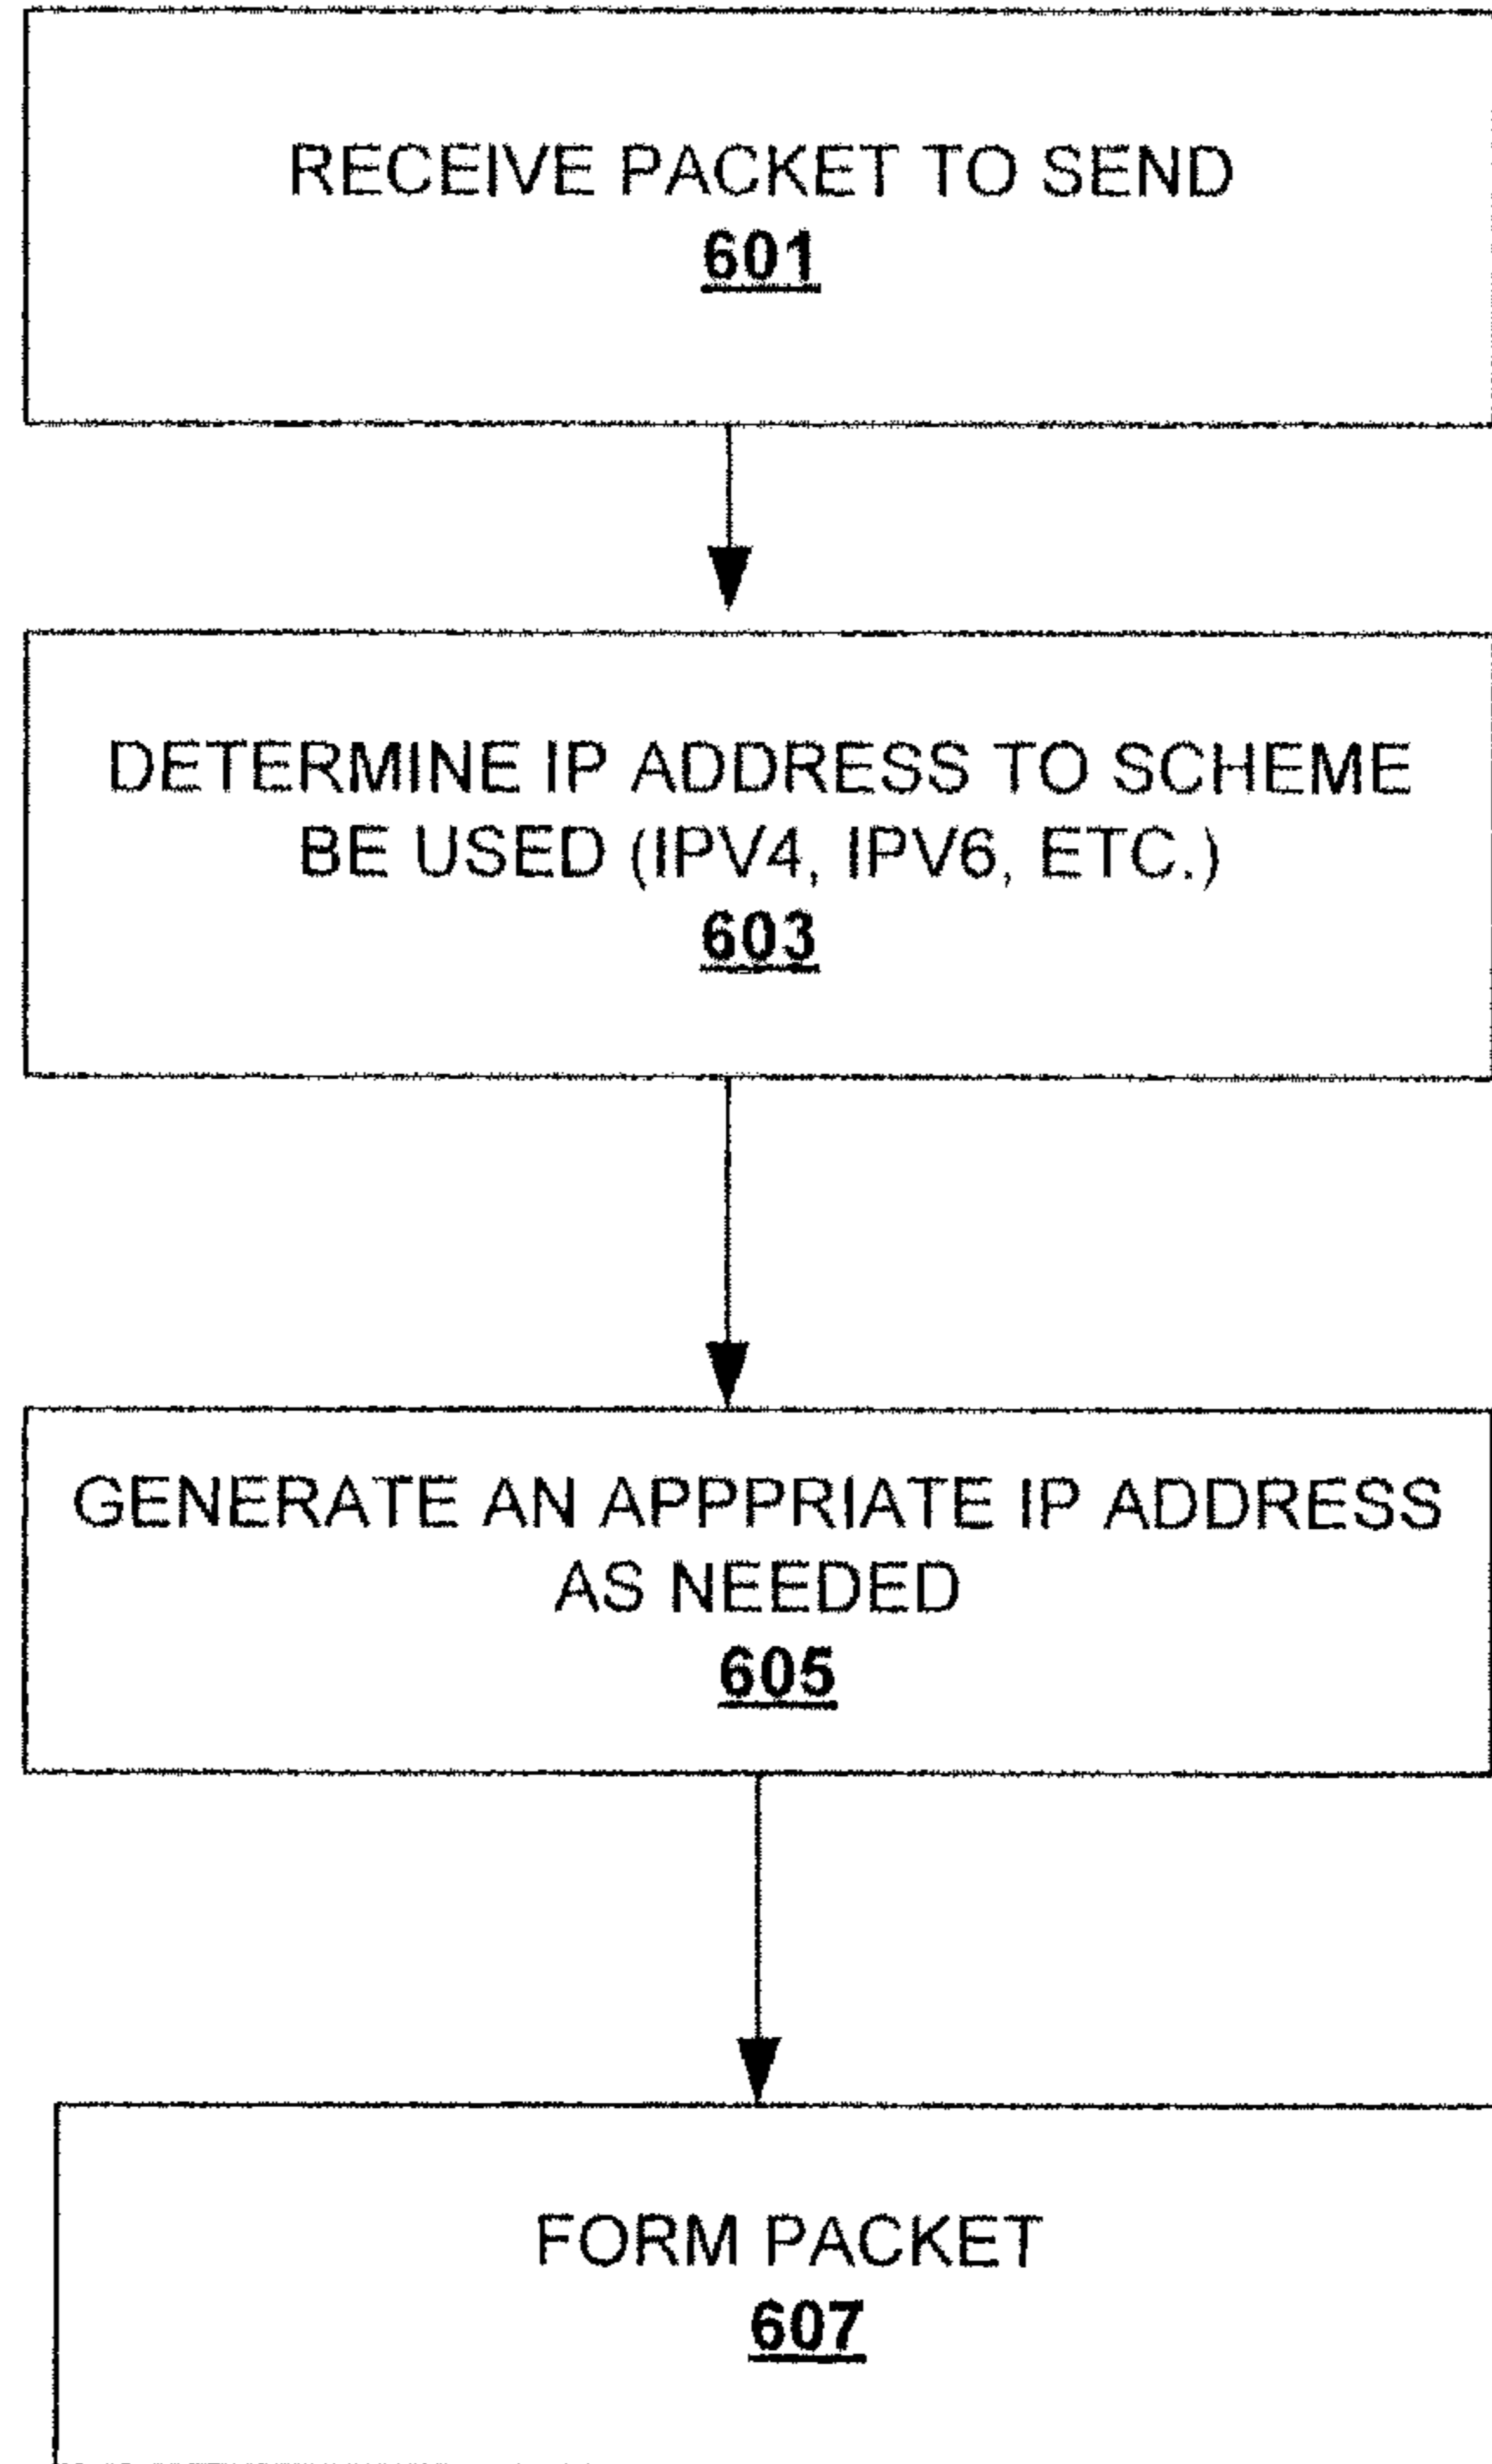 RECEIVE PACKET TO SEND
601
DETERMINE IP ADDRESS TO SCHEME
BE USED (IPV4, IPV6, ETC.)
603
GENERATE AN APPPRIATE IP ADDRESS
AS NEEDED
605
FORM PACKET
607